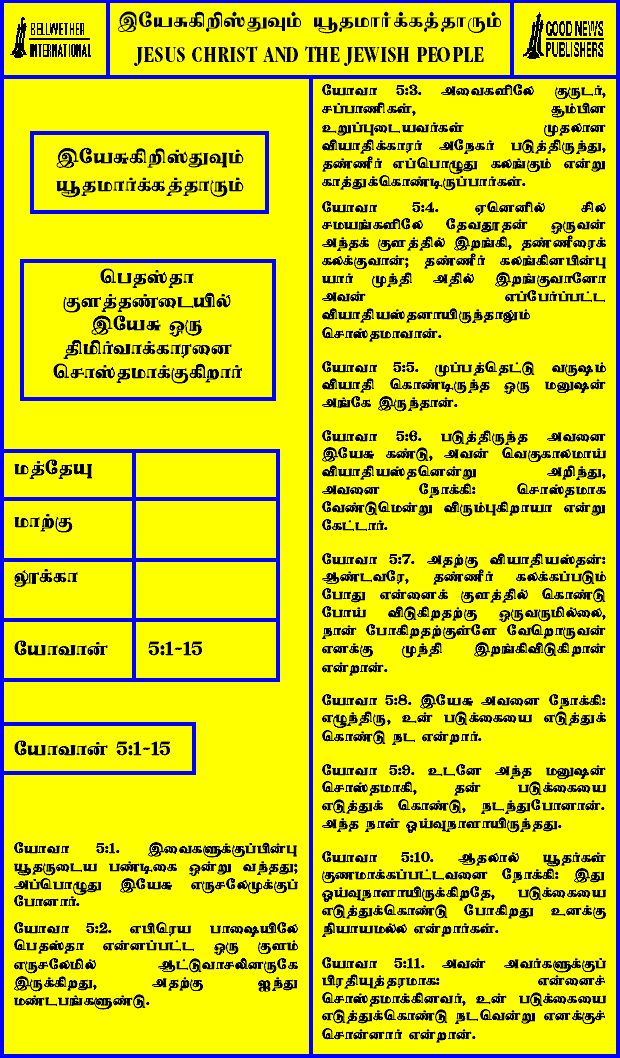 BELLWETHER
INTERNATIONAL
இயேசுகிறிஸ்துவும் யூதமார்க்கத்தாரும்
JESUS CHRIST AND THE JEWISH PEOPLE
GOOD NEWS
PUBLISHERS
இயேசுகிறிஸ்துவும்
யூதமார்க்கத்தாரும்
பெதஸ்தா
குளத்தண்டையில்
இயேசு ஒரு
திமிர்வாக்காரனை
சொஸ்தமாக்குகிறார்
மத்தேயு
மாற்கு
லூக்கா
யோவான் 5:1-15
யோவான் 5:1-15
யோவா 5:1. இவைகளுக்குப்பின்பு
யூதருடைய பண்டிகை ஒன்று வந்தது;
அப்பொழுது இயேசு எருசலேமுக்குப்
போனார்.
யோவா 5:2. எபிரெய பாஷையிலே
பெதஸ்தா என்னப்பட்ட ஒரு குளம்
எருசலேமில் ஆட்டுவாசலினருகே
இருக்கிறது, அதற்கு ஐந்து
மண்டபங்களுண்டு.
யோவா 5:3. அவைகளிலே குருடர்,
சப்பாணிகள், சூம்பின
உறுப்புடையவர்கள் முதலான
வியாதிக்காரர் அநேகர் படுத்திருந்து,
தண்ணீர் எப்பொழுது கலங்கும் என்று
காத்துக்கொண்டிருப்பார்கள்.
யோவா 5:4. ஏனெனில் சில
சமயங்களிலே தேவதூதன் ஒருவன்
அந்தக் குளத்தில் இறங்கி, தண்ணீரைக்
கலக்குவான்; தண்ணீர் கலங்கினபின்பு
யார் முந்தி அதில் இறங்குவானோ
அவன் எப்பேர்ப்பட்ட
வியாதியஸ்தனாயிருந்தாலும்
சொஸ்தமாவான்.
யோவா 5:5. முப்பத்தெட்டு வருஷம்
வியாதி கொண்டிருந்த ஒரு மனுஷன்
அங்கே இருந்தான்.
யோவா 5:6. படுத்திருந்த அவனை
இயேசு கண்டு, அவன் வெகுகாலமாய்
வியாதியஸ்தனென்று அறிந்து,
அவனை நோக்கி: சொஸ்தமாக
வேண்டுமென்று விரும்புகிறாயா என்று
கேட்டார்.
யோவா 5:7. அதற்கு வியாதியஸ்தன்:
ஆண்டவரே, தண்ணீர் கலக்கப்படும்
போது என்னைக் குளத்தில் கொண்டு
போய் விடுகிறதற்கு ஒருவருமில்லை,
நான் போகிறதற்குள்ளே வேறொருவன்
எனக்கு முந்தி இறங்கிவிடுகிறான்
என்றான்.
யோவா 5:8. இயேசு அவனை நோக்கி:
எழுந்திரு, உன் படுக்கையை எடுத்துக்
கொண்டு நட என்றார்.
யோவா 5:9. உடனே அந்த மனுஷன்
சொஸ்தமாகி, தன் படுக்கையை
எடுத்துக் கொண்டு, நடந்துபோனான்.
அந்த நாள் ஓய்வுநாளாயிருந்தது.
யோவா 5:10. ஆதலால் யூதர்கள்
குணமாக்கப்பட்டவனை நோக்கி: இது
ஓய்வுநாளாயிருக்கிறதே, படுக்கையை
எடுத்துக்கொண்டு போகிறது உனக்கு
நியாயமல்ல என்றார்கள்.
யோவா 5:11. அவன் அவர்களுக்குப்
பிரதியுத்தரமாக: என்னைச்
சொஸ்தமாக்கினவர், உன் படுக்கையை
எடுத்துக்கொண்டு நடவென்று எனக்குச்
சொன்னார் என்றான்.